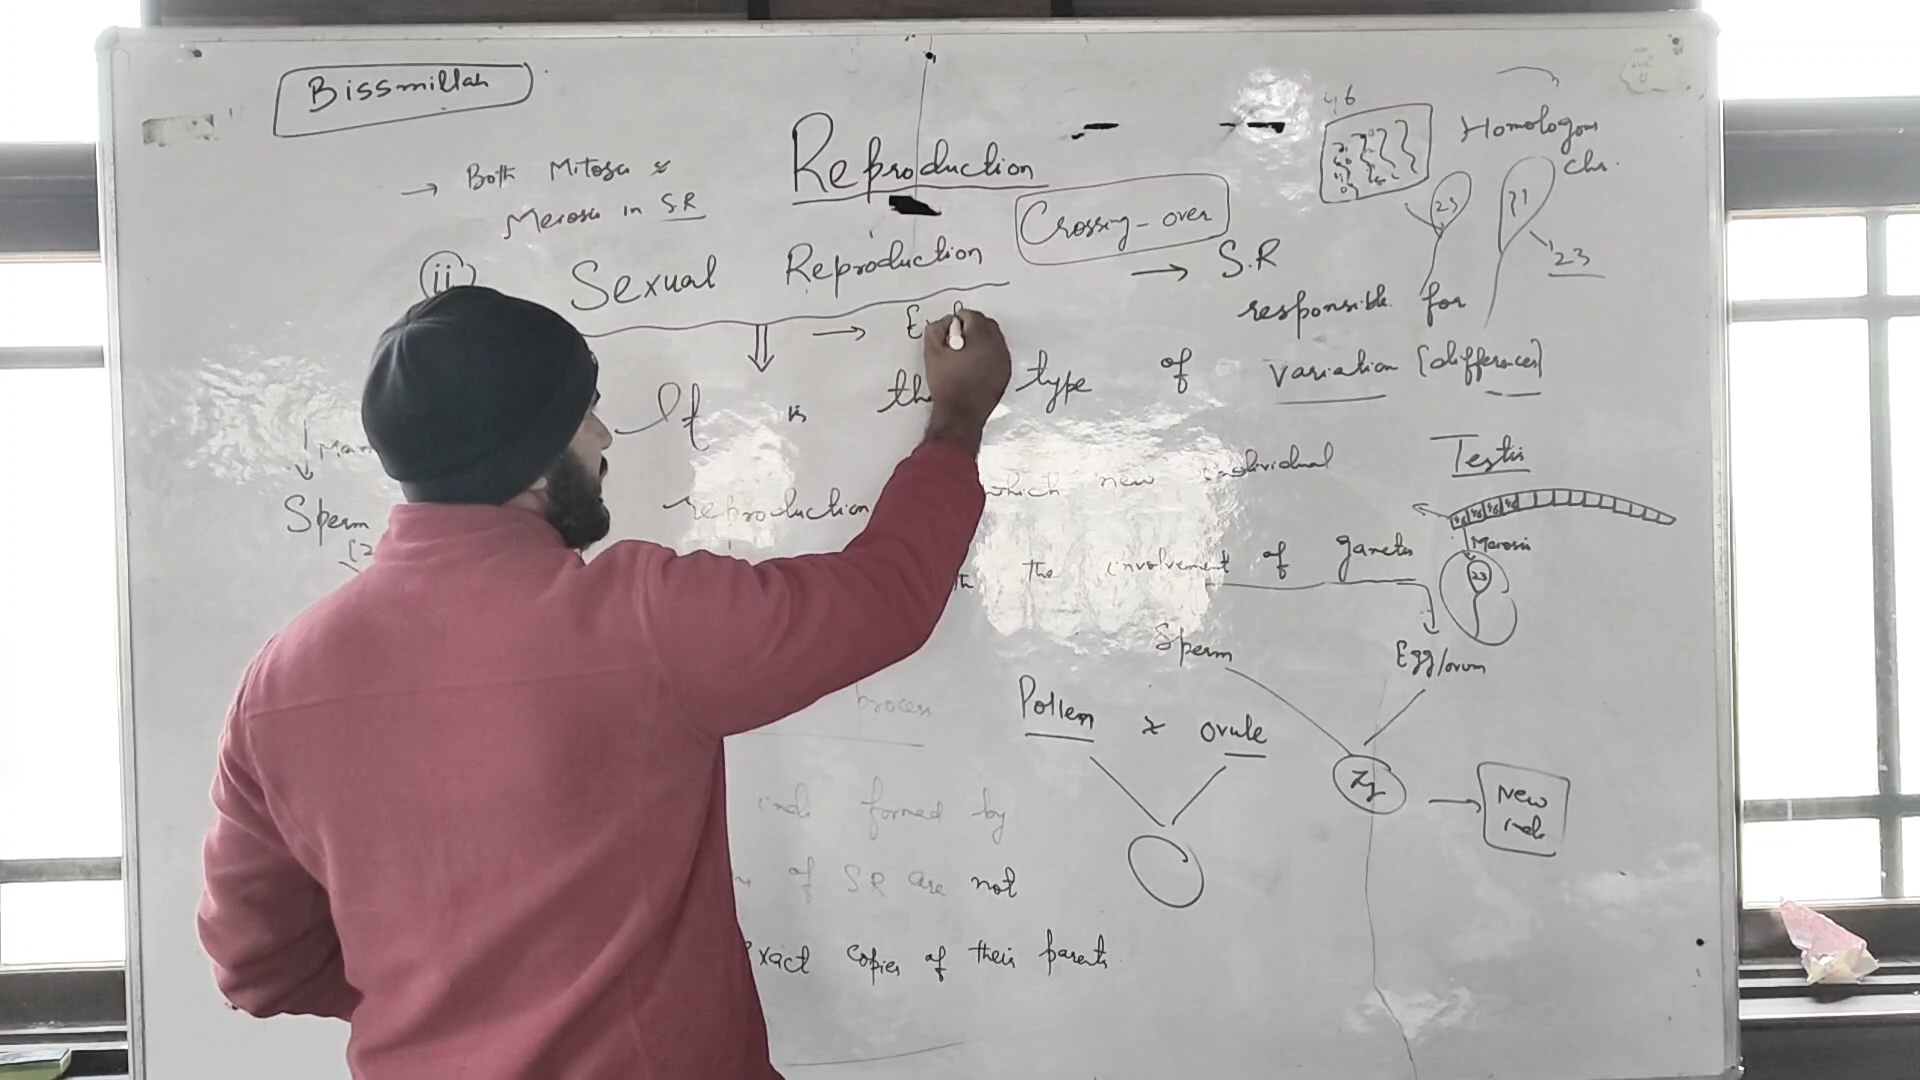 Bissmillah
Reproduction
→ Both Mitosis &
Meiosis in S.R
Crossing-over
46
Homologous
Chr.
23
23
(ii) Sexual Reproduction
→ S.R
responsible for
variation (differences)
It is the type of
reproduction which new individual
the involvement of gametes
Sperm
Sperm
Egg/ovum
Testis
Meiosis
23
process
Pollen & ovule
Zy
→ New
indi
indi formed by
of SR are not
exact copies of their parents